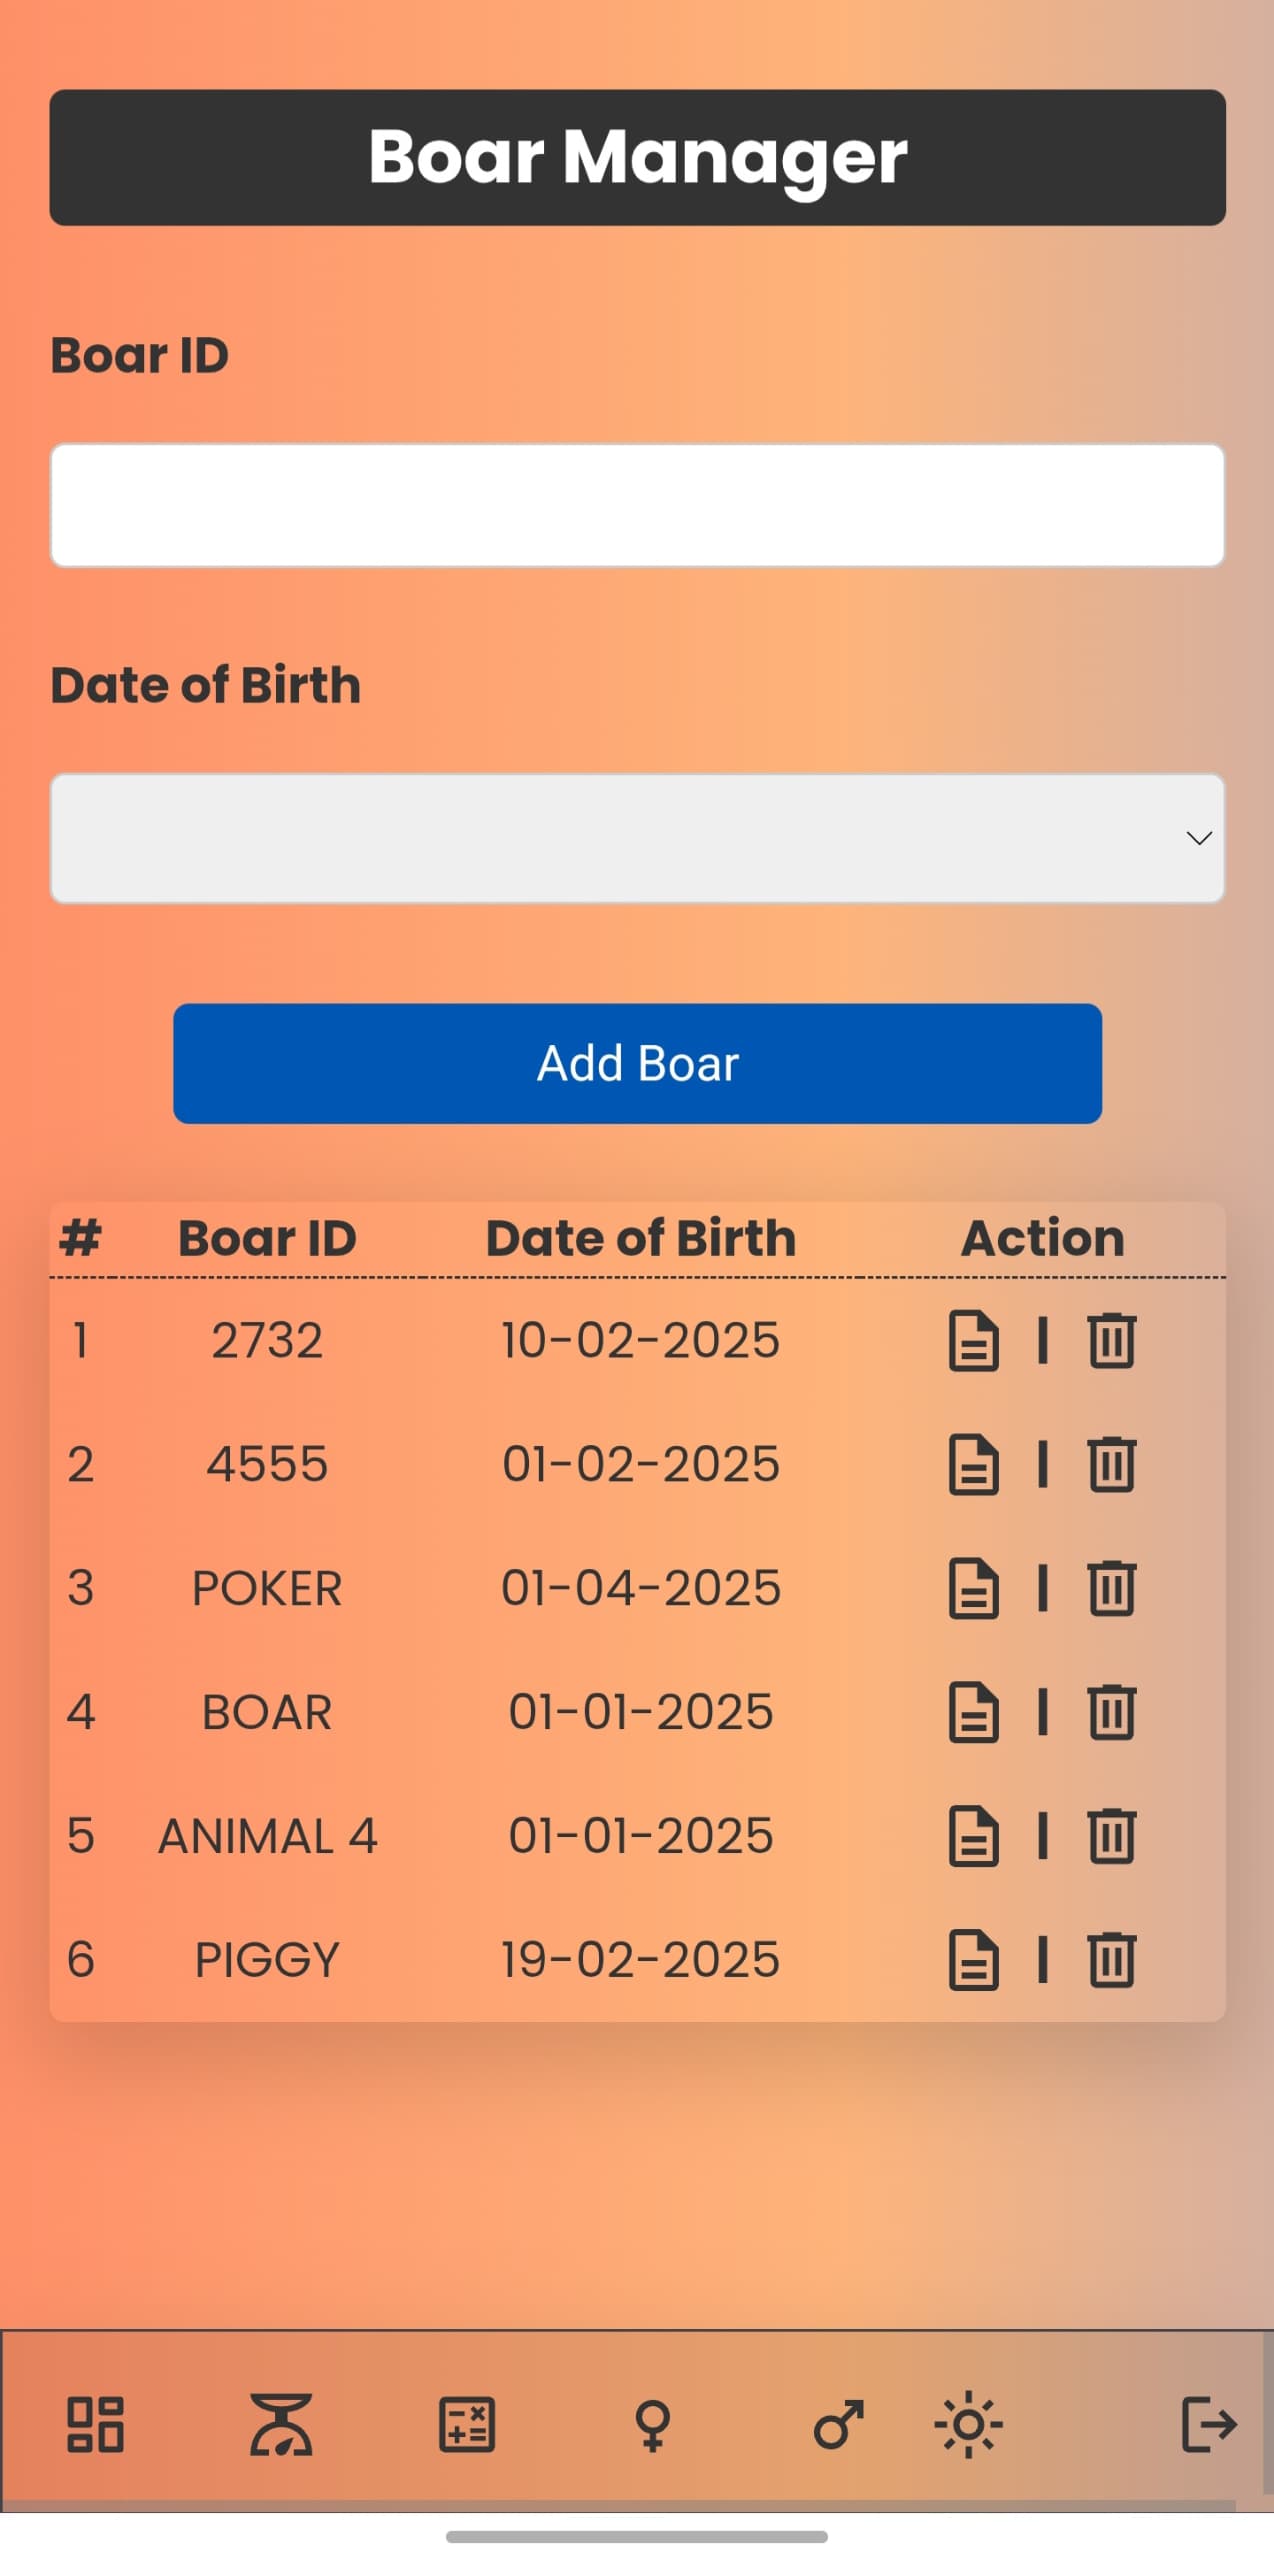 Boar Manager
Boar ID
Date of Birth
Add Boar
# Boar ID Date of Birth Action
1 2732 10-02-2025
2 4555 01-02-2025
3 POKER 01-04-2025
4 BOAR 01-01-2025
5 ANIMAL 4 01-01-2025
6 PIGGY 19-02-2025